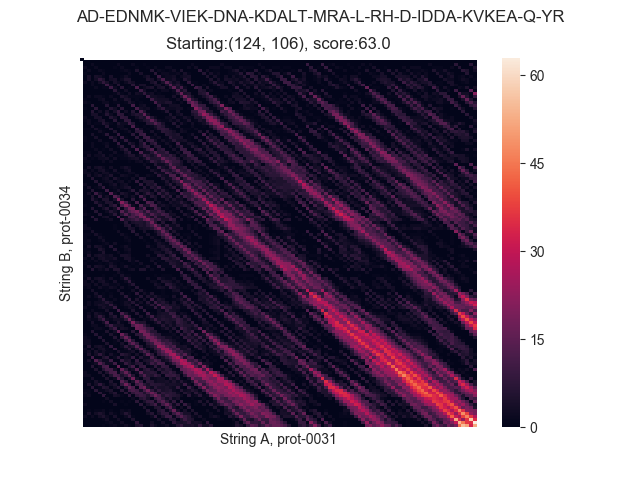 AD-EDNMK-VIEK-DNA-KDALT-MRA-L-RH-D-IDDA-KVKEA-Q-YR
Starting:(124, 106), score:63.0
60
45
30
15
0
String B, prot-0034
String A, prot-0031